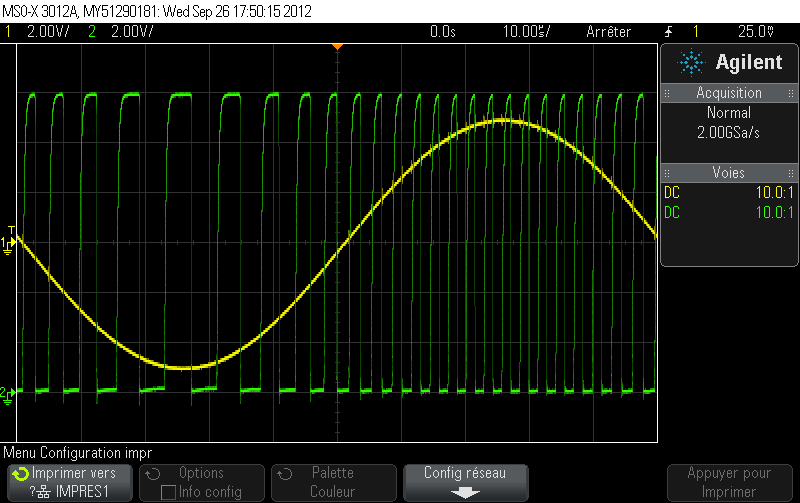 MSO-X 3012A, MY51290181: Wed Sep 26 17:50:15 2012
1 2.00V/ 2 2.00V/ 0.0s 10.00s/ Arrêter 1 25.0V
Agilent
Acquisition
Normal
2.00GSa/s
Voies
DC 10.0:1
DC 10.0:1
T
1
2
Menu Configuration impr
Imprimer vers
? IMPRES1
Options
Info config
Palette
Couleur
Config réseau
Appuyer pour
Imprimer